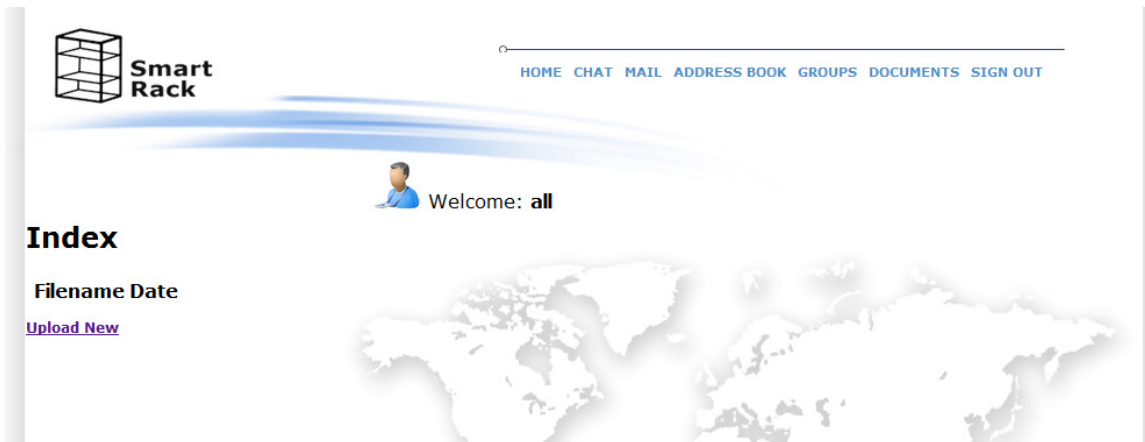 Smart
Rack
HOME CHAT MAIL ADDRESS BOOK GROUPS DOCUMENTS SIGN OUT
Welcome: all
Index
Filename Date
Upload New